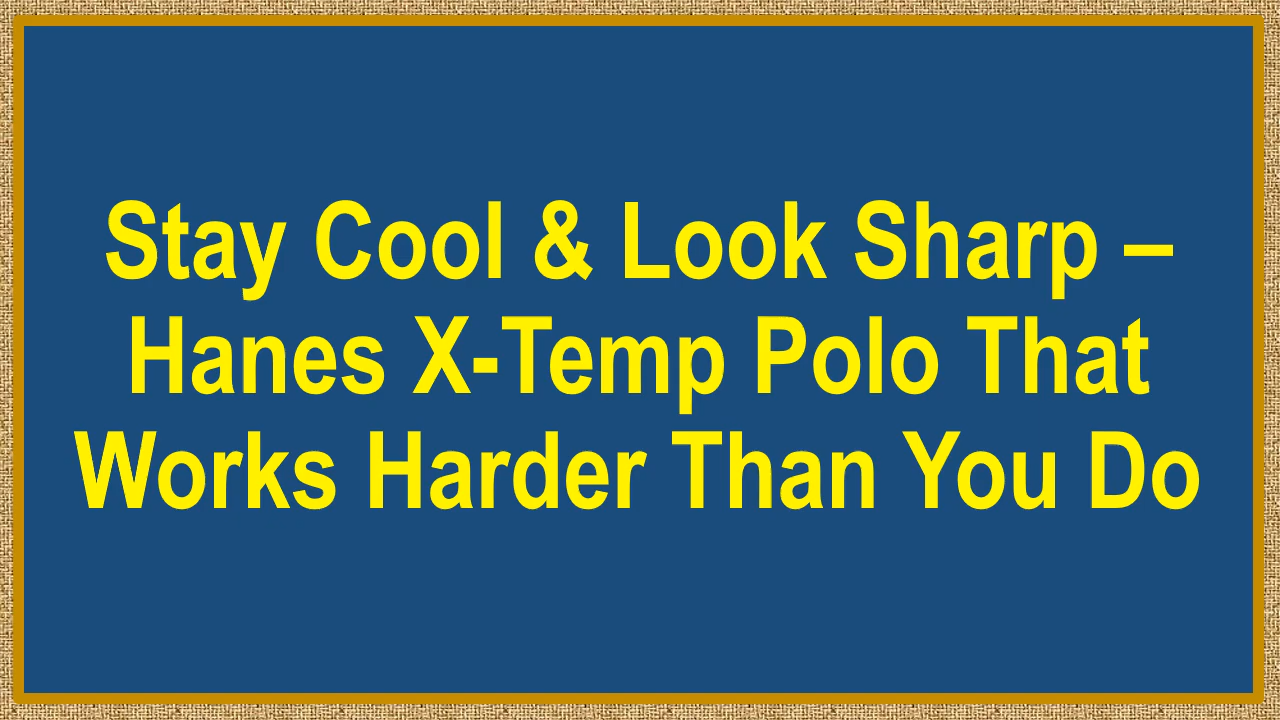 Stay Cool & Look Sharp –
Hanes X-Temp Polo That
Works Harder Than You Do